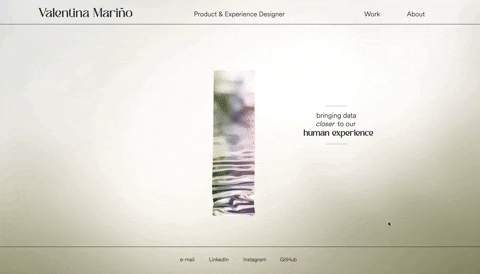 Valentina Mariño
Product & Experience Designer
Work
About
bringing data
closer to our
human experience
e-mail
LinkedIn
Instagram
GitHub